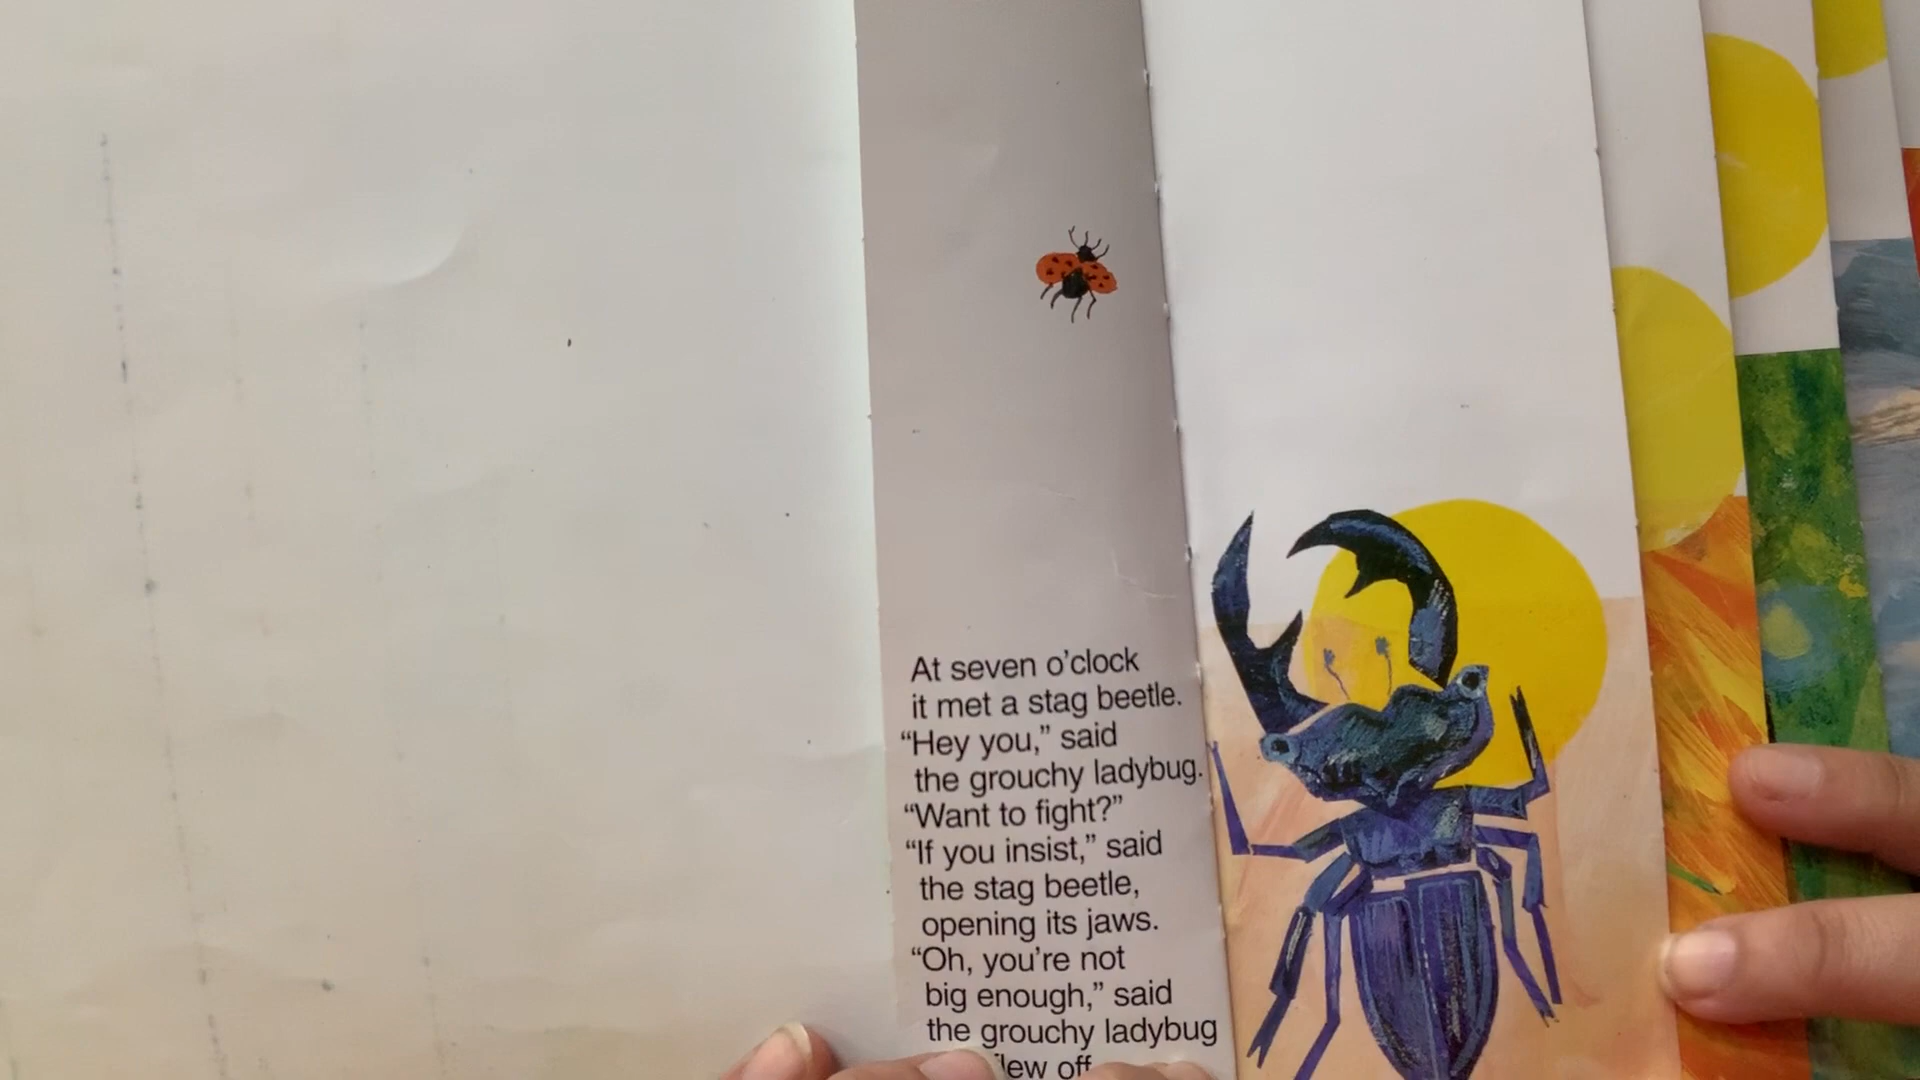 At seven o'clock
it met a stag beetle.
“Hey you,” said
the grouchy ladybug.
“Want to fight?”
“If you insist,” said
the stag beetle,
opening its jaws.
“Oh, you're not
big enough,” said
the grouchy ladybug
off